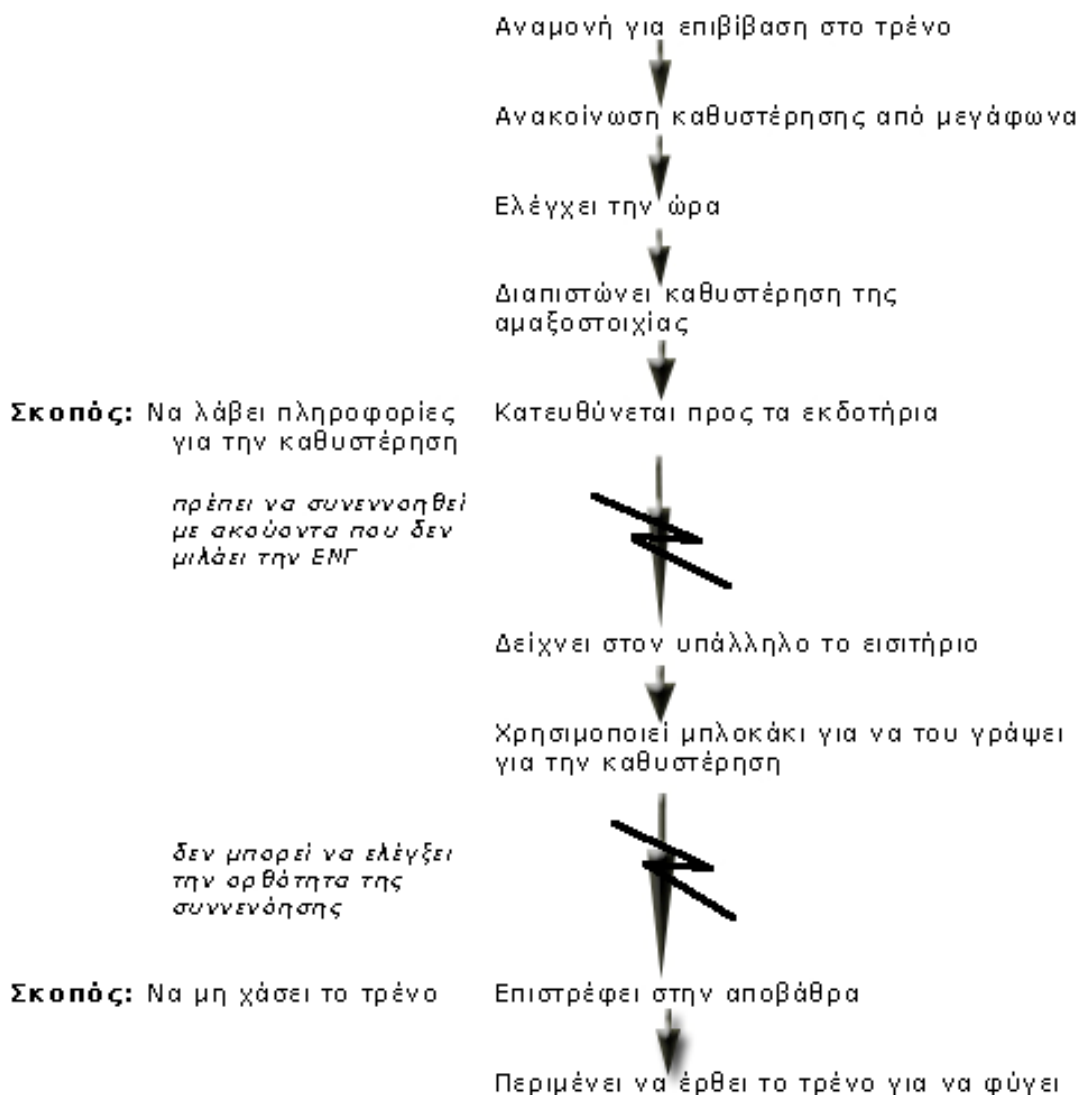 Αναμονή για επιβίβαση στο τρένο
Ανακοίνωση καθυστέρησης από μεγάφωνα
Ελέγχει την ώρα
Διαπιστώνει καθυστέρηση της
αμαξοστοιχίας
Σκοπός: Να λάβει πληροφορίες
για την καθυστέρηση
Κατευθύνεται προς τα εκδοτήρια
πρέπει να συνεννοηθεί
με ακούοντα που δεν
μιλάει την ΕΝΓ
Δείχνει στον υπάλληλο το εισιτήριο
Χρησιμοποιεί μπλοκάκι για να του γράψει
για την καθυστέρηση
δεν μπορεί να ελέγξει
την ορθότητα της
συννενόησης
Σκοπός: Να μη χάσει το τρένο
Επιστρέφει στην αποβάθρα
Περιμένει να έρθει το τρένο για να φύγει